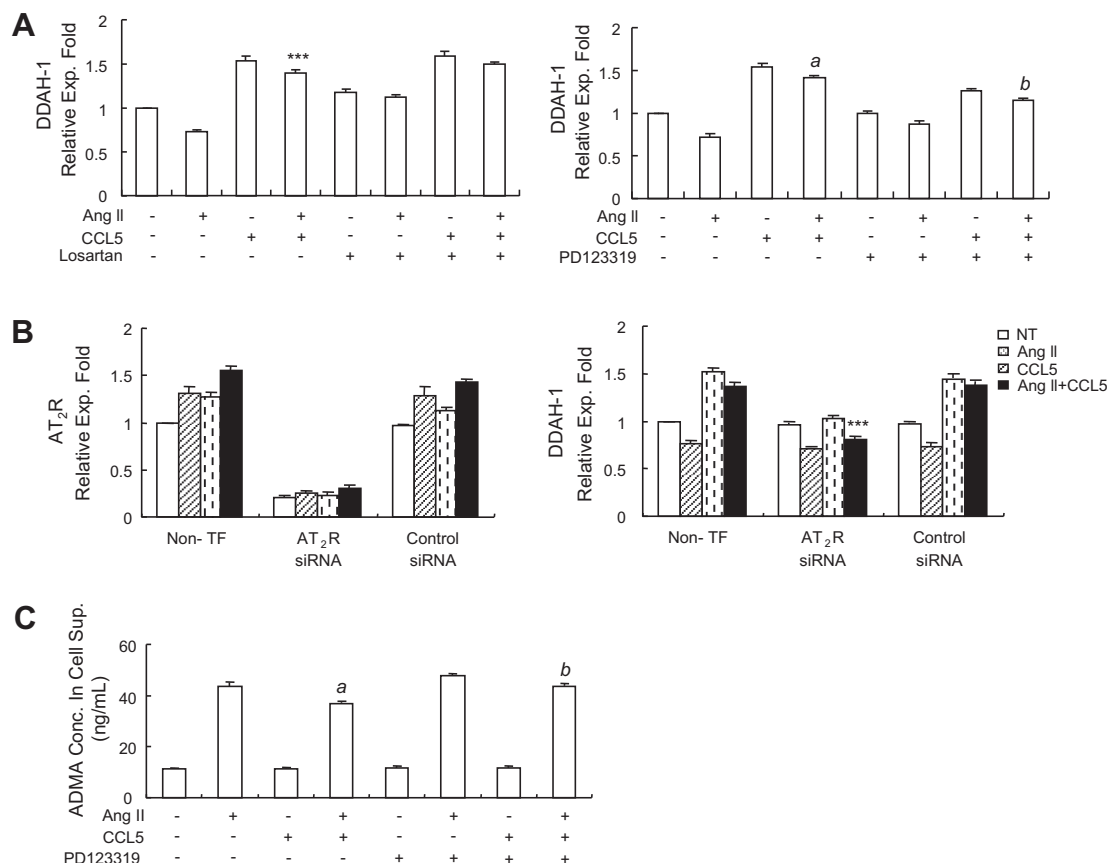 A
DDAH-1
Relative Exp. Fold
2
1.5
1
0.5
0
***
Ang II - + - + - + - +
CCL5 - - + + - - + +
Losartan - - - - + + + +
DDAH-1
Relative Exp. Fold
2
1.5
1
0.5
0
a
b
Ang II - + - + - + - +
CCL5 - - + + - - + +
PD123319 - - - - + + + +
B
AT2R
Relative Exp. Fold
2
1.5
1
0.5
0
Non- TF
AT2R
siRNA
Control
siRNA
DDAH-1
Relative Exp. Fold
2
1.5
1
0.5
0
***
Non- TF
AT2R
siRNA
Control
siRNA
NT
Ang II
CCL5
Ang II+CCL5
C
ADMA Conc. In Cell Sup.
(ng/mL)
60
40
20
0
a
b
Ang II - + - + - + - +
CCL5 - - + + - - + +
PD123319 - - - - + + + +